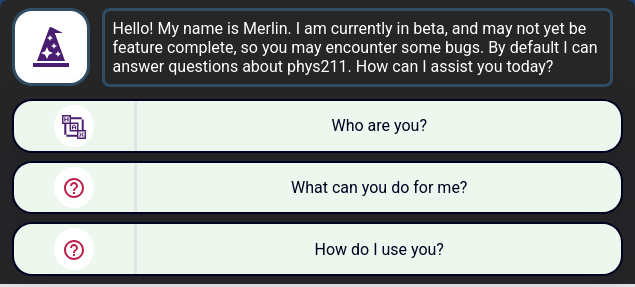 Hello! My name is Merlin. I am currently in beta, and may not yet be
feature complete, so you may encounter some bugs. By default I can
answer questions about phys211. How can I assist you today?
Who are you?
What can you do for me?
How do I use you?